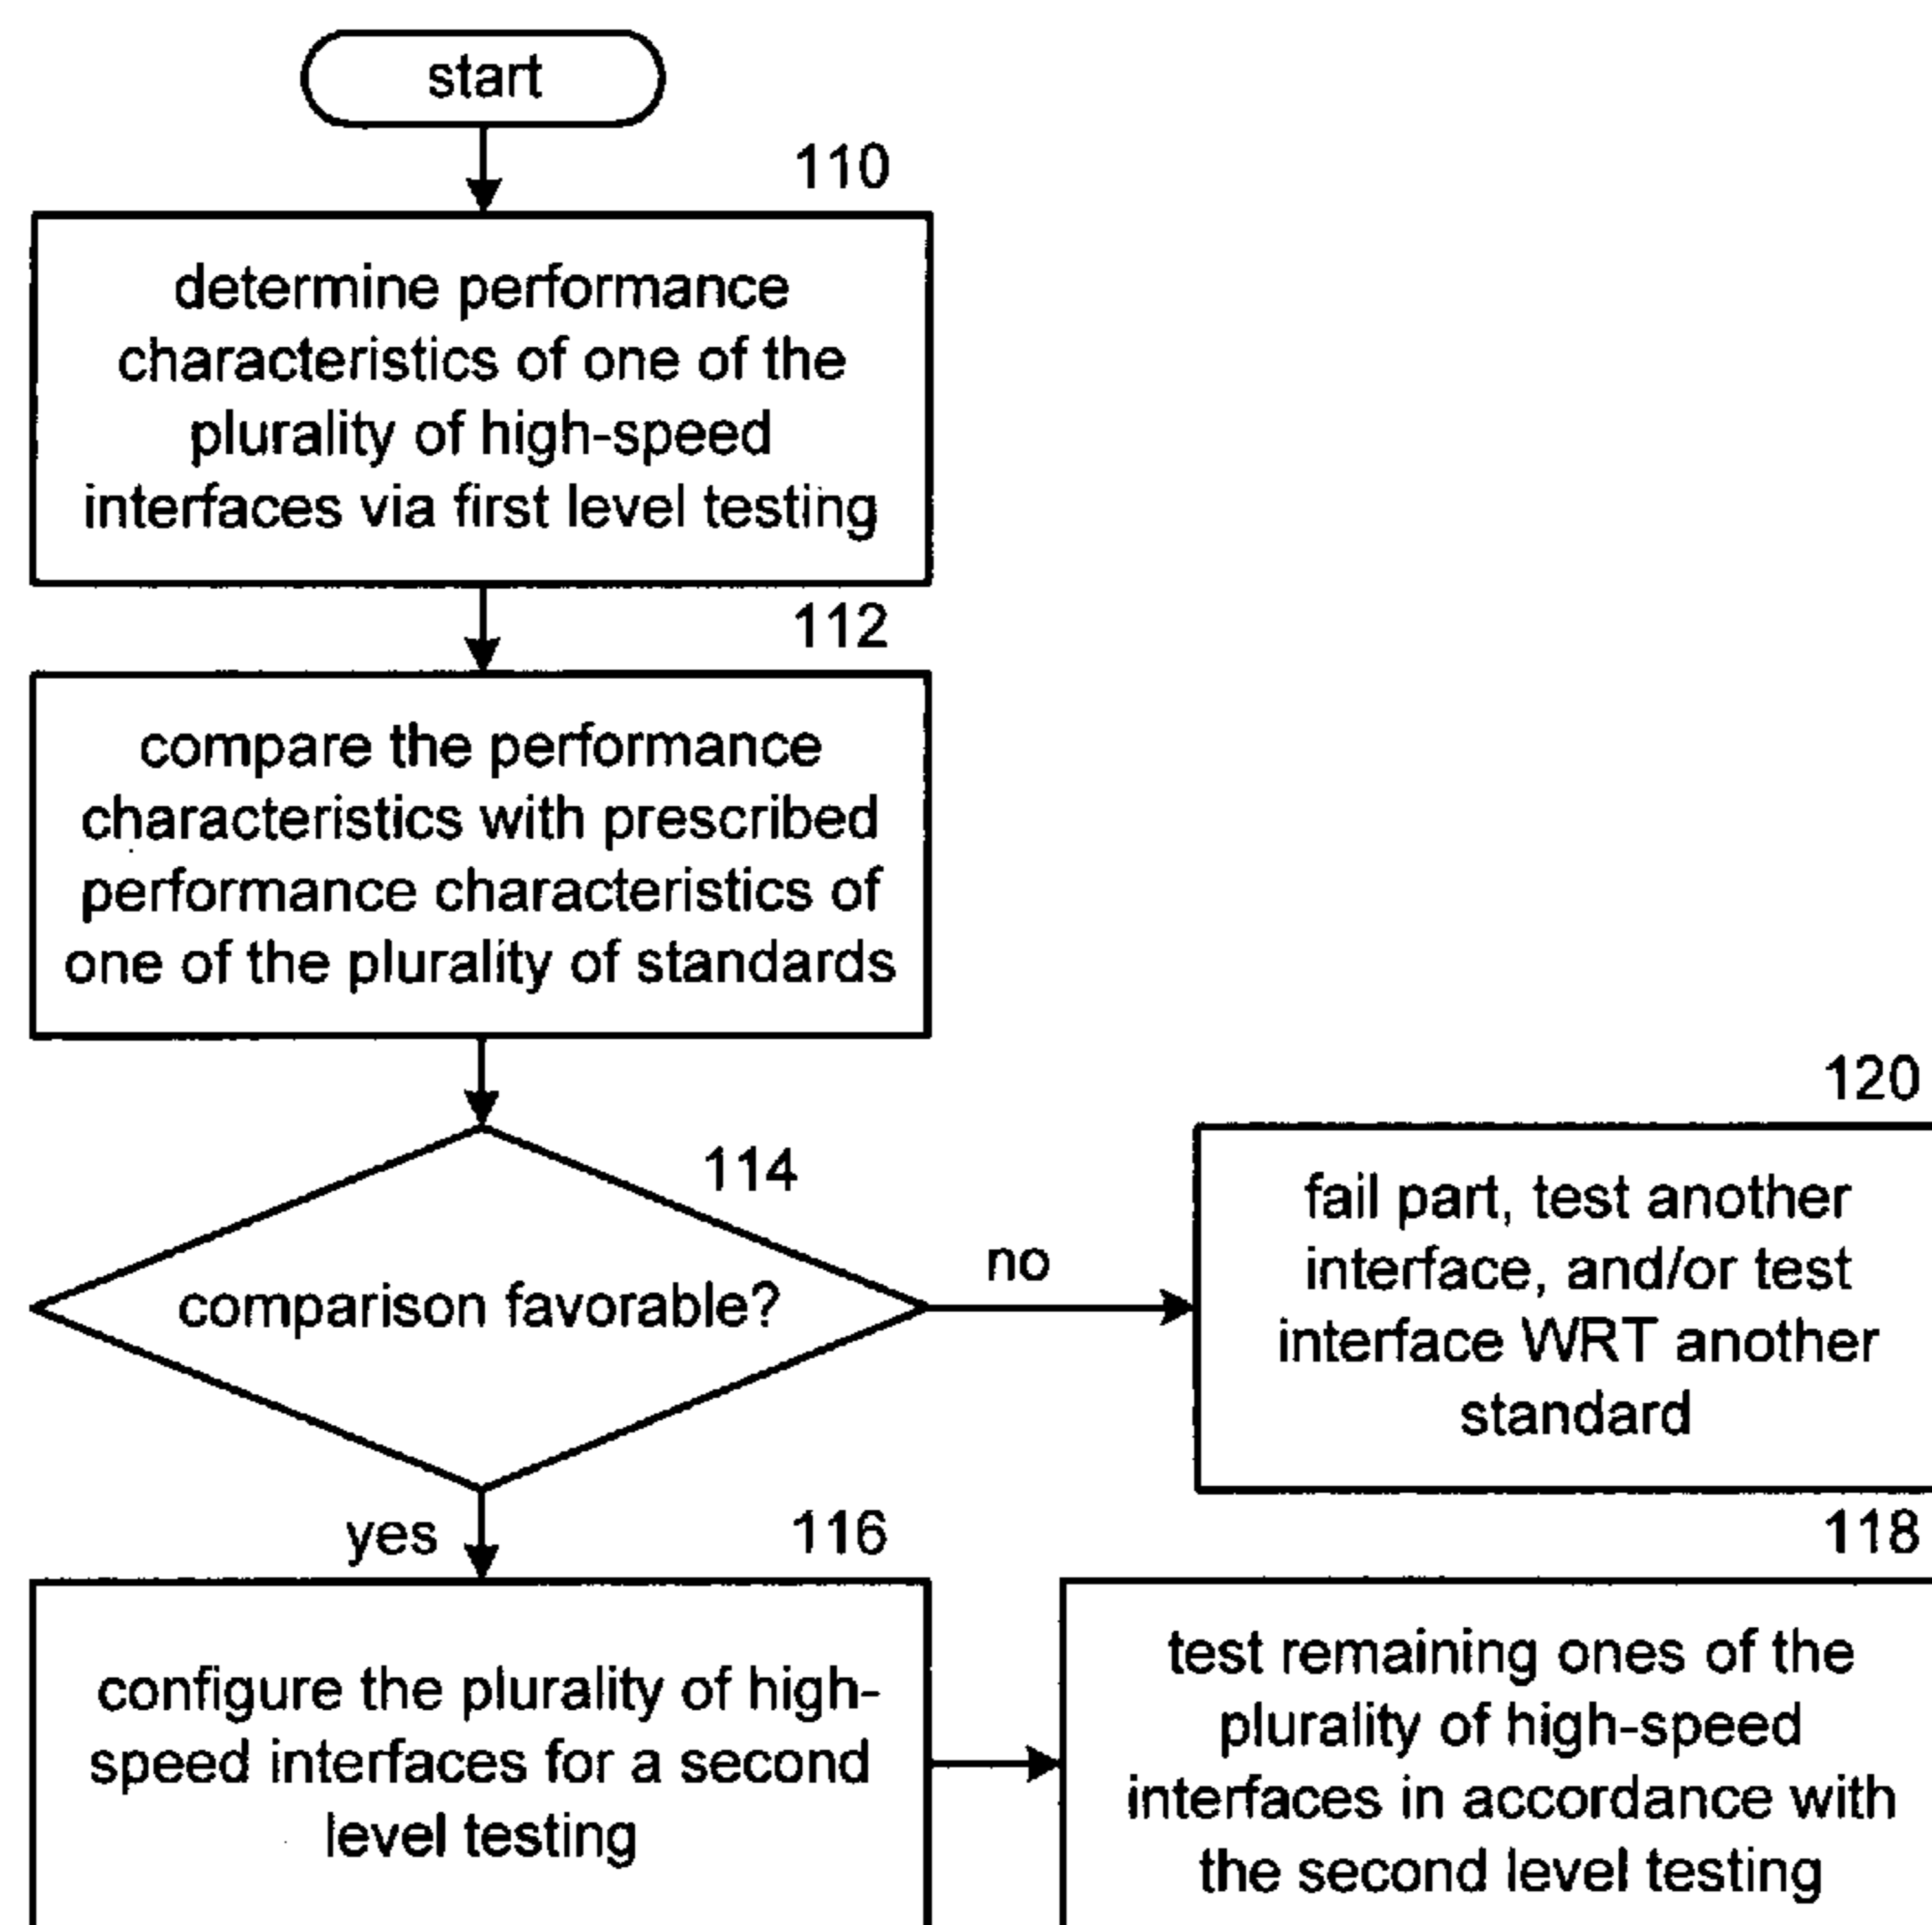 start
110
determine performance
characteristics of one of the
plurality of high-speed
interfaces via first level testing
112
compare the performance
characteristics with prescribed
performance characteristics of
one of the plurality of standards
114
comparison favorable?
no
120
fail part, test another
interface, and/or test
interface WRT another
standard
yes
116
configure the plurality of high-
speed interfaces for a second
level testing
118
test remaining ones of the
plurality of high-speed
interfaces in accordance with
the second level testing